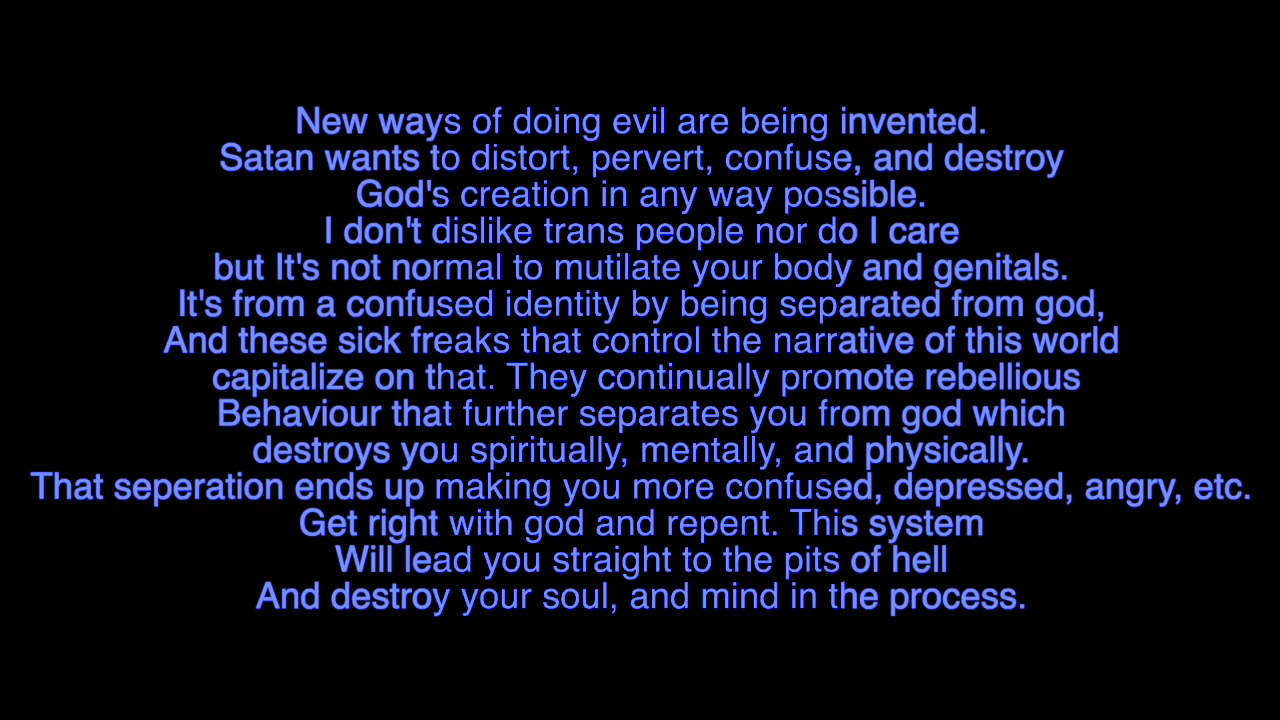 New ways of doing evil are being invented.
Satan wants to distort, pervert, confuse, and destroy
God's creation in any way possible.
I don't dislike trans people nor do I care
but It's not normal to mutilate your body and genitals.
It's from a confused identity by being separated from god,
And these sick freaks that control the narrative of this world
capitalize on that. They continually promote rebellious
Behaviour that further separates you from god which
destroys you spiritually, mentally, and physically.
That seperation ends up making you more confused, depressed, angry, etc.
Get right with god and repent. This system
Will lead you straight to the pits of hell
And destroy your soul, and mind in the process.